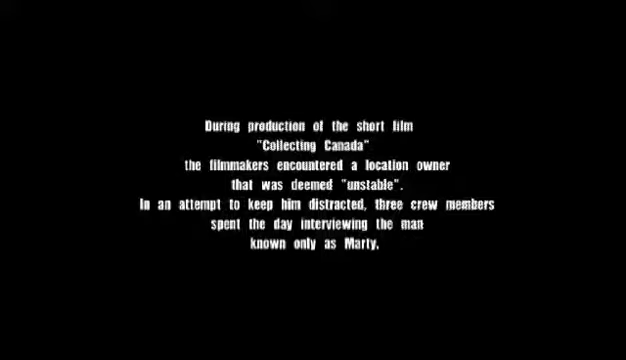 During production of the short film
"Collecting Canada"
the filmmakers encountered a location owner
that was deemed "unstable".
In an attempt to keep him distracted, three crew members
spent the day interviewing the man
known only as Marty.